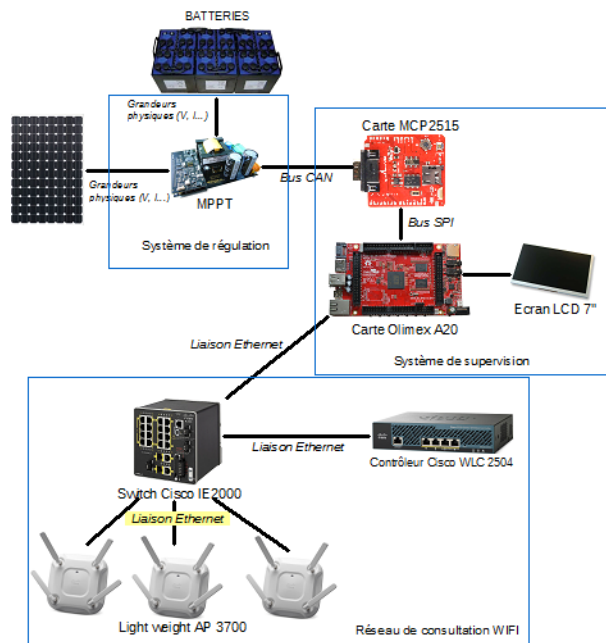 BATTERIES
Grandeurs
physiques (V, I...)
Carte MCP2515
Bus CAN
Grandeurs
physiques (V, I...)
MPPT
Bus SPI
Système de régulation
Ecran LCD 7"
Carte Olimex A20
Liaison Ethernet
Système de supervision
Liaison Ethernet
Contrôleur Cisco WLC 2504
Switch Cisco IE2000
Liaison Ethernet
Light weight AP 3700
Réseau de consultation WIFI